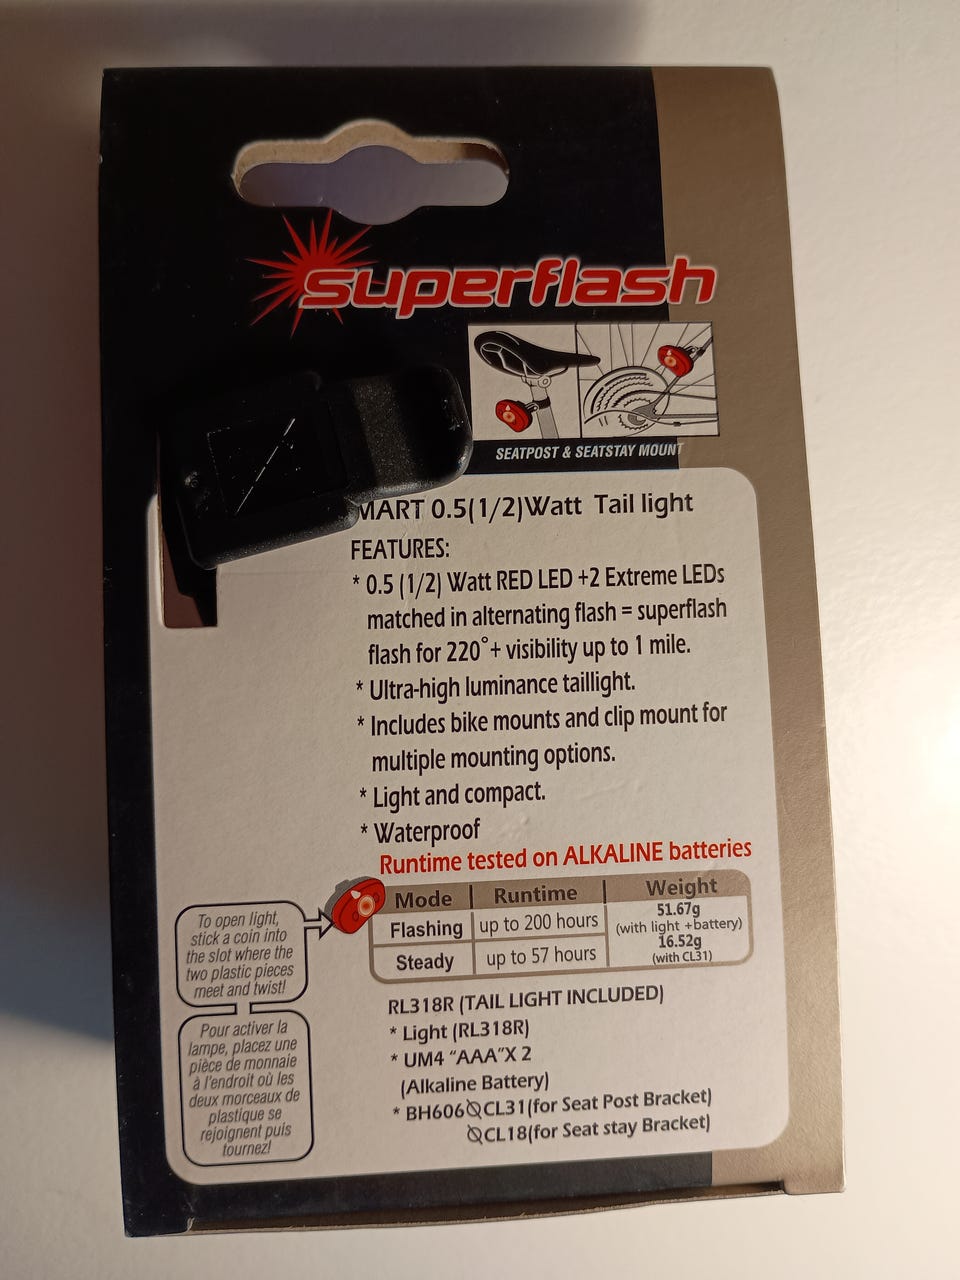 superflash
SEATPOST & SEATSTAY MOUNT
MART 0.5(1/2)Watt Tail light
FEATURES:
* 0.5 (1/2) Watt RED LED +2 Extreme LEDs
matched in alternating flash = superflash
flash for 220°+ visibility up to 1 mile.
* Ultra-high luminance taillight.
* Includes bike mounts and clip mount for
multiple mounting options.
* Light and compact.
* Waterproof
Runtime tested on ALKALINE batteries
Mode Runtime Weight
Flashing up to 200 hours 51.67g
(with light +battery)
Steady up to 57 hours 16.52g
(with CL31)
To open light,
stick a coin into
the slot where the
two plastic pieces
meet and twist!
Pour activer la
lampe, placez une
pièce de monnaie
à l'endroit où les
deux morceaux de
plastique se
rejoignent puis
tournez!
RL318R (TAIL LIGHT INCLUDED)
* Light (RL318R)
* UM4 “AAA”X 2
(Alkaline Battery)
* BH606 CL31(for Seat Post Bracket)
CL18(for Seat stay Bracket)